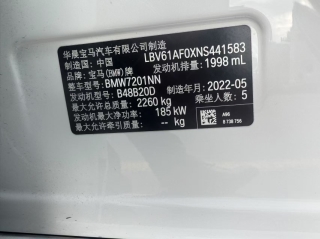 华晨宝马汽车有限公司制造
制造国：中国 LBV61AF0XNS441583
品牌：宝马(BMW)牌 发动机排量：1998 mL
整车型号：BMW7201NN
发动机型号：B48B20D 制造年月：2022-05
最大允许总质量：2260 kg 乘坐人数：5
发动机最大净功率：185 kW
最大允许牵引质量：-- kg